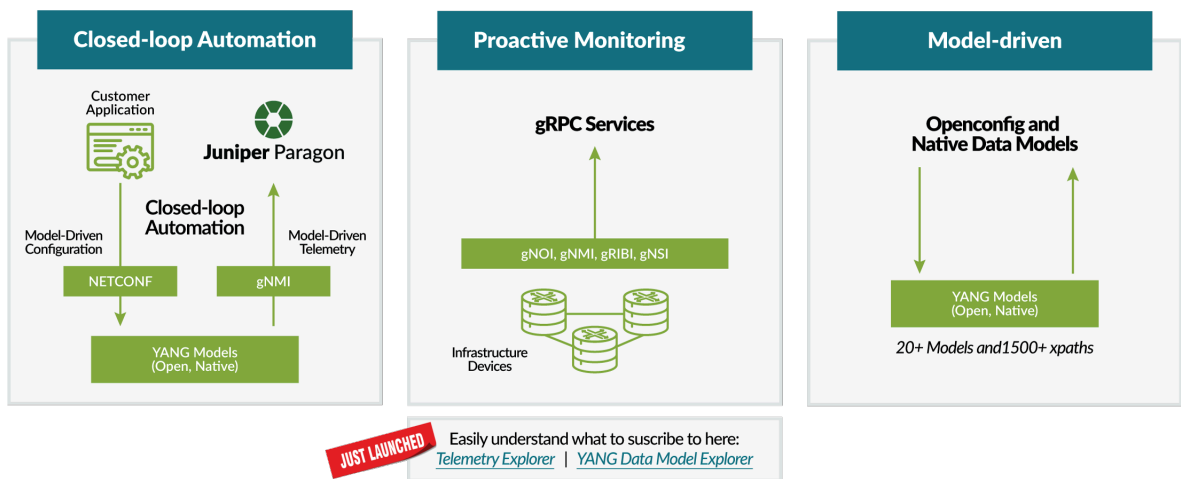 Closed-loop Automation
Customer
Application
Juniper Paragon
Closed-loop
Automation
Model-Driven
Configuration
Model-Driven
Telemetry
NETCONF
gNMI
YANG Models
(Open, Native)
Proactive Monitoring
gRPC Services
gNOI, gNMI, gRIBI, gNSI
Infrastructure
Devices
Model-driven
Openconfig and
Native Data Models
YANG Models
(Open, Native)
20+ Models and1500+ xpaths
JUST LAUNCHED
Easily understand what to suscribe to here:
Telemetry Explorer | YANG Data Model Explorer